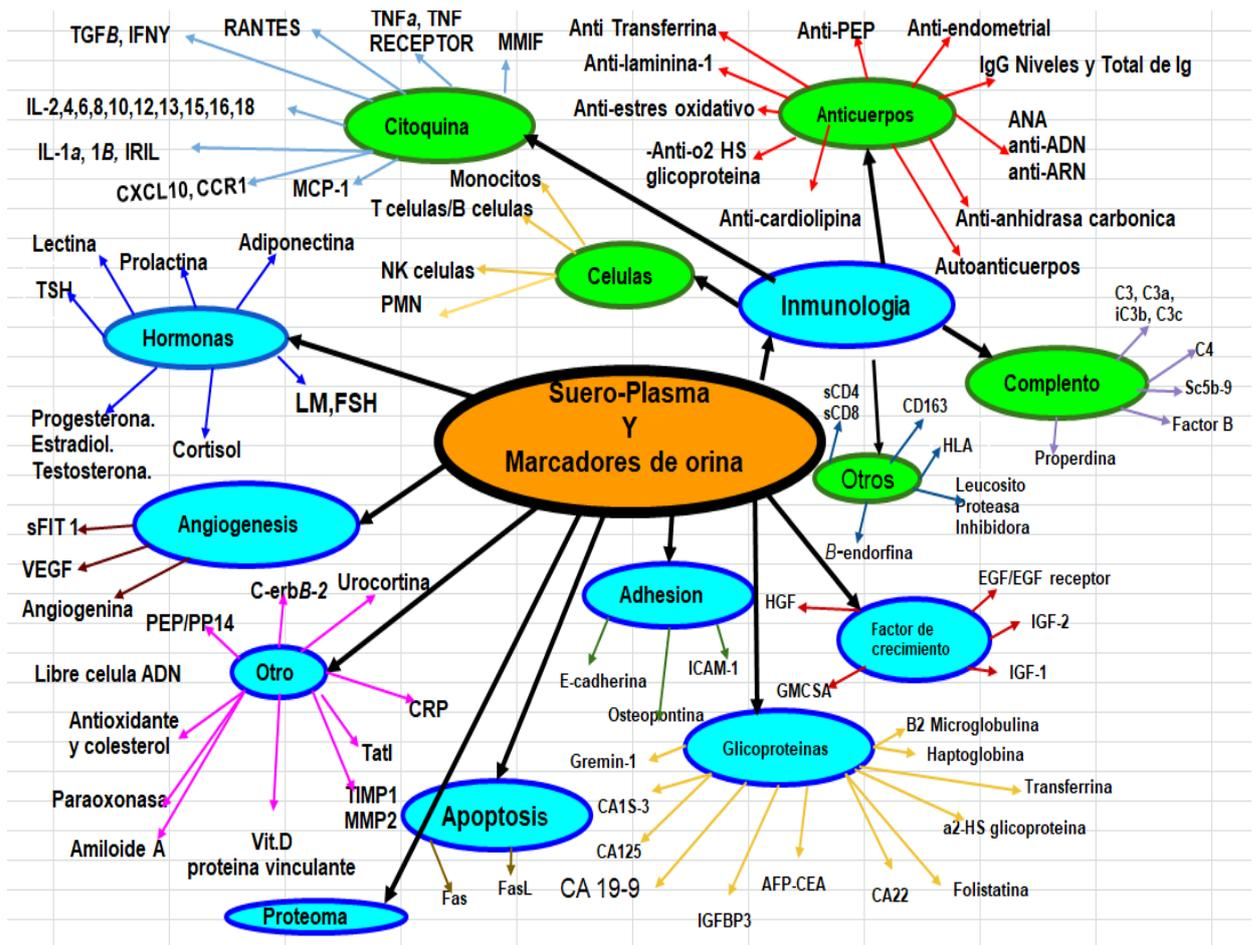 TGFB, IFNY
RANTES
TNFa, TNF
RECEPTOR
MMIF
IL-2,4,6,8,10,12,13,15,16,18
IL-1a, 1B, IRIL
CXCL10, CCR1
MCP-1
Citoquina
Anti Transferrina
Anti-PEP
Anti-endometrial
Anti-laminina-1
IgG Niveles y Total de Ig
Anti-estres oxidativo
Anticuerpos
ANA
anti-ADN
anti-ARN
-Anti-o2 HS
glicoproteina
Anti-cardiolipina
Anti-anhidrasa carbonica
Autoanticuerpos
Monocitos
T celulas/B celulas
NK celulas
PMN
Celulas
Inmunologia
C3, C3a,
iC3b, C3c
C4
Complento
Sc5b-9
Factor B
Properdina
Lectina
Prolactina
Adiponectina
TSH
Hormonas
LM,FSH
Progesterona.
Estradiol.
Testosterona.
Cortisol
Suero-Plasma
Y
Marcadores de orina
sCD4
sCD8
CD163
HLA
Otros
Leucosito
Proteasa
Inhibidora
B-endorfina
Angiogenesis
sFIT 1
VEGF
Angiogenina
C-erbB-2
Urocortina
PEP/PP14
Otro
Libre celula ADN
CRP
Antioxidante
y colesterol
TatI
Paraoxonasa
TIMP1
MMP2
Amiloide A
Vit.D
proteina vinculante
Adhesion
E-cadherina
ICAM-1
Osteopontina
HGF
EGF/EGF receptor
Factor de
crecimiento
IGF-2
IGF-1
GMCSA
Glicoproteinas
B2 Microglobulina
Haptoglobina
Gremin-1
Transferrina
CA1S-3
a2-HS glicoproteina
CA125
CA 19-9
AFP-CEA
CA22
Folistatina
IGFBP3
Apoptosis
Fas
FasL
Proteoma